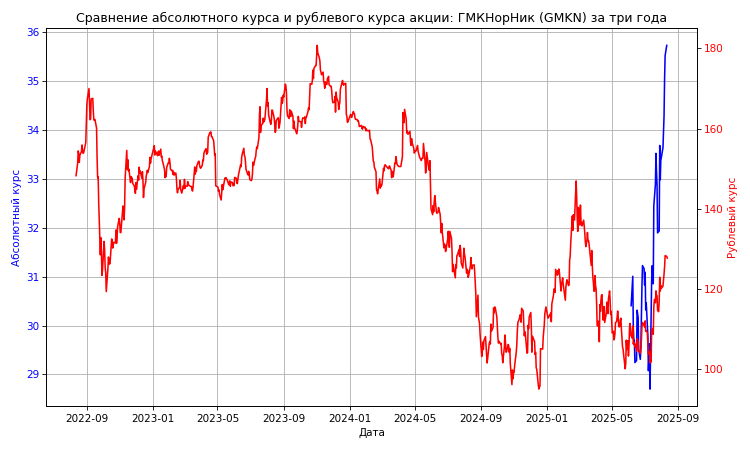 Сравнение абсолютного курса и рублевого курса акции: ГМКНорНик (GMKN) за три года
36
35
34
33
32
31
30
29
Абсолютный курс
180
160
140
120
100
Рублевый курс
2022-09 2023-01 2023-05 2023-09 2024-01 2024-05 2024-09 2025-01 2025-05 2025-09
Дата